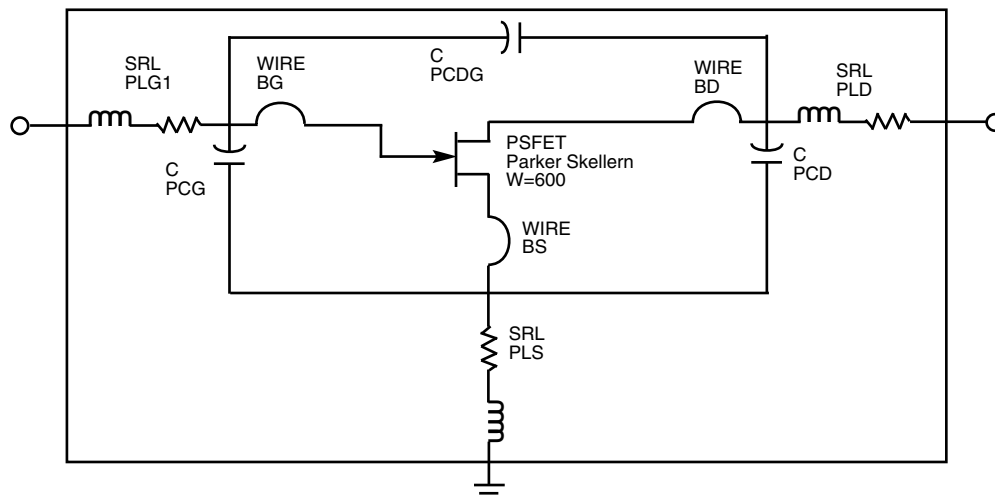 C
PCDG
SRL
PLG1
WIRE
BG
WIRE
BD
SRL
PLD
C
PCG
PSFET
Parker Skellern
W=600
C
PCD
WIRE
BS
SRL
PLS